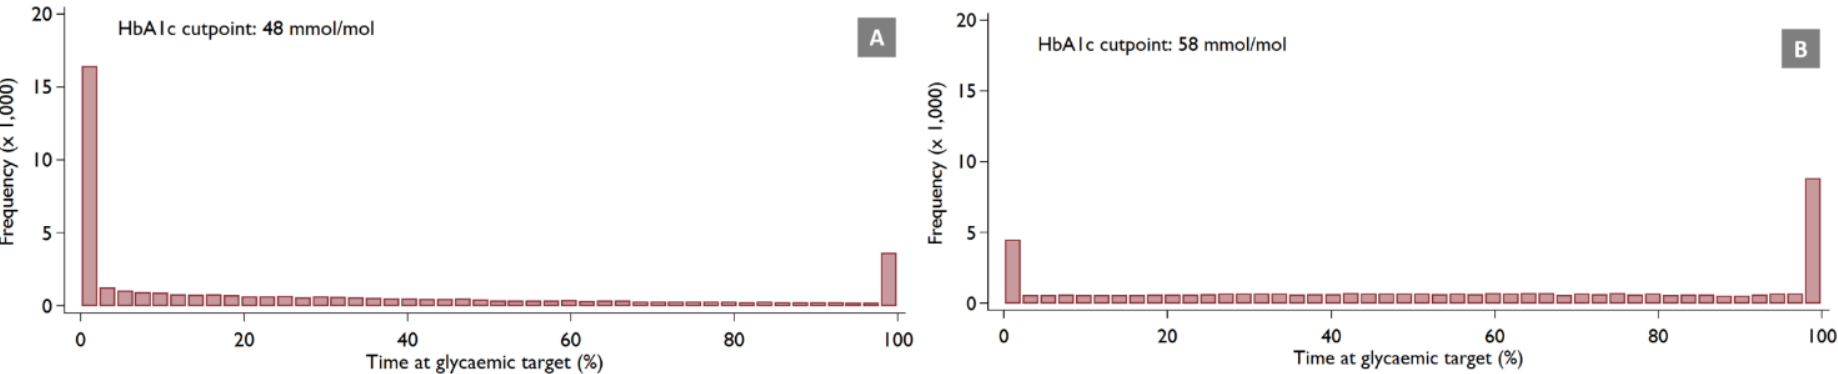 HbA1c cutpoint: 48 mmol/mol
A
Frequency (x 1,000)
20
15
10
5
0
0 20 40 60 80 100
Time at glycaemic target (%)
HbA1c cutpoint: 58 mmol/mol
B
Frequency (x 1,000)
20
15
10
5
0
0 20 40 60 80 100
Time at glycaemic target (%)